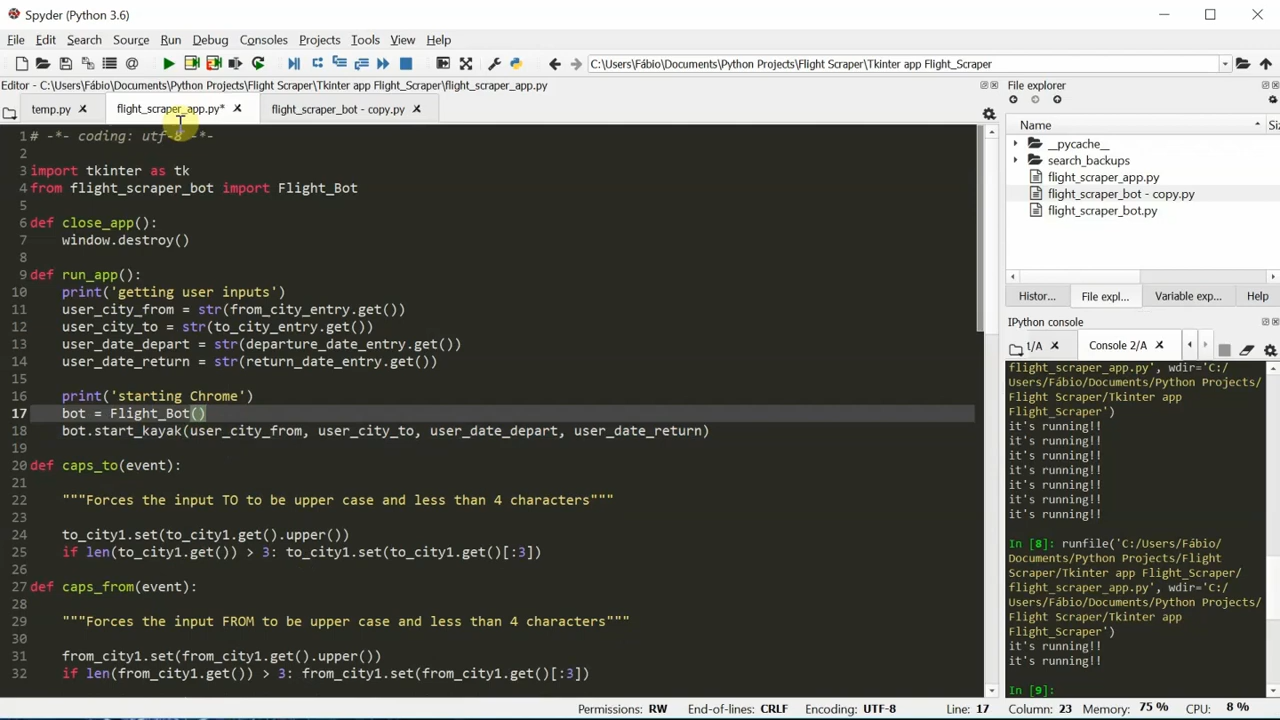 Spyder (Python 3.6)
File Edit Search Source Run Debug Consoles Projects Tools View Help
C:\Users\Fábio\Documents\Python Projects\Flight Scraper\Tkinter app Flight_Scraper
Editor - C:\Users\Fábio\Documents\Python Projects\Flight Scraper\Tkinter app Flight_Scraper\flight_scraper_app.py
temp.py flight_scraper_app.py* flight_scraper_bot - copy.py
1 # -*- coding: utf-8 -*-
2
3 import tkinter as tk
4 from flight_scraper_bot import Flight_Bot
5
6 def close_app():
7     window.destroy()
8
9 def run_app():
10     print('getting user inputs')
11     user_city_from = str(from_city_entry.get())
12     user_city_to = str(to_city_entry.get())
13     user_date_depart = str(departure_date_entry.get())
14     user_date_return = str(return_date_entry.get())
15
16     print('starting Chrome')
17     bot = Flight_Bot()
18     bot.start_kayak(user_city_from, user_city_to, user_date_depart, user_date_return)
19
20 def caps_to(event):
21
22     """Forces the input TO to be upper case and less than 4 characters"""
23
24     to_city1.set(to_city1.get().upper())
25     if len(to_city1.get()) > 3: to_city1.set(to_city1.get()[:3])
26
27 def caps_from(event):
28
29     """Forces the input FROM to be upper case and less than 4 characters"""
30
31     from_city1.set(from_city1.get().upper())
32     if len(from_city1.get()) > 3: from_city1.set(from_city1.get()[:3])
File explorer
Name Si
__pycache__
search_backups
flight_scraper_app.py
flight_scraper_bot - copy.py
flight_scraper_bot.py
Histor... File expl... Variable exp... Help
IPython console
1/A Console 2/A
flight_scraper_app.py', wdir='C:/
Users/Fábio/Documents/Python Projects/
Flight Scraper/Tkinter app
Flight_Scraper')
it's running!!
it's running!!
it's running!!
it's running!!
it's running!!
it's running!!
it's running!!
In [8]: runfile('C:/Users/Fábio/
Documents/Python Projects/Flight
Scraper/Tkinter app Flight_Scraper/
flight_scraper_app.py', wdir='C:/
Users/Fábio/Documents/Python Projects/
Flight Scraper/Tkinter app
Flight_Scraper')
it's running!!
it's running!!
In [9]:
Permissions: RW End-of-lines: CRLF Encoding: UTF-8 Line: 17 Column: 23 Memory: 75 % CPU: 8 %